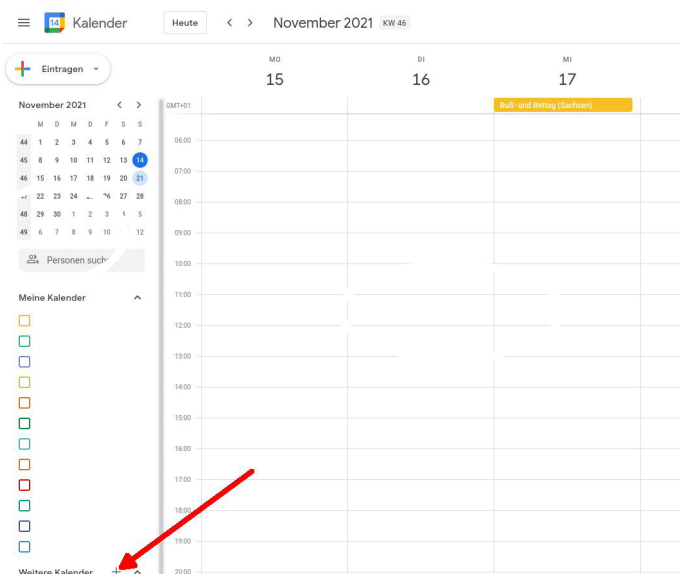 14 Kalender Heute < > November 2021 KW 46
Eintragen
MO DI MI
15 16 17
November 2021 < >
GMT+01 Buß- und Bettag (Sachsen)
M D M D F S S
44 1 2 3 4 5 6 7
45 8 9 10 11 12 13 14
46 15 16 17 18 19 20 21
22 23 24 26 27 28
48 29 30 1 2 3 5
49 6 7 8 9 10 12
Personen suche
Meine Kalender
Weitere Kalender +
06:00
07:00
08:00
09:00
10:00
11:00
12:00
13:00
14:00
15:00
16:00
17:00
18:00
19:00
20:00